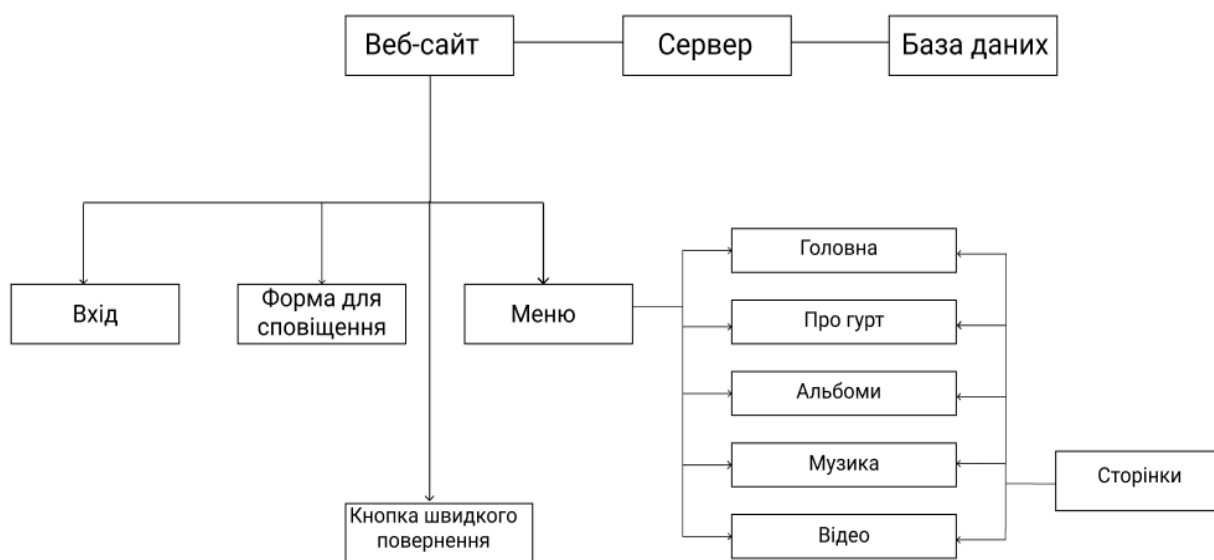 Веб-сайт
Сервер
База даних
Вхід
Форма для
сповіщення
Меню
Головна
Про гурт
Альбоми
Музика
Відео
Сторінки
Кнопка швидкого
повернення